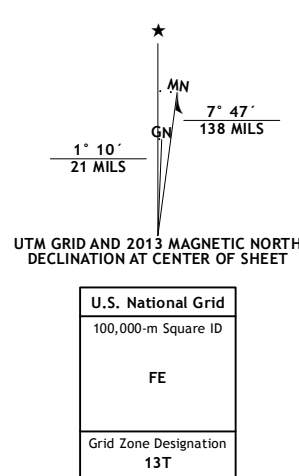 ★
MN
7° 47´
138 MILS
GN
1° 10´
21 MILS
UTM GRID AND 2013 MAGNETIC NORTH
DECLINATION AT CENTER OF SHEET
U.S. National Grid
100,000-m Square ID
FE
Grid Zone Designation
13T